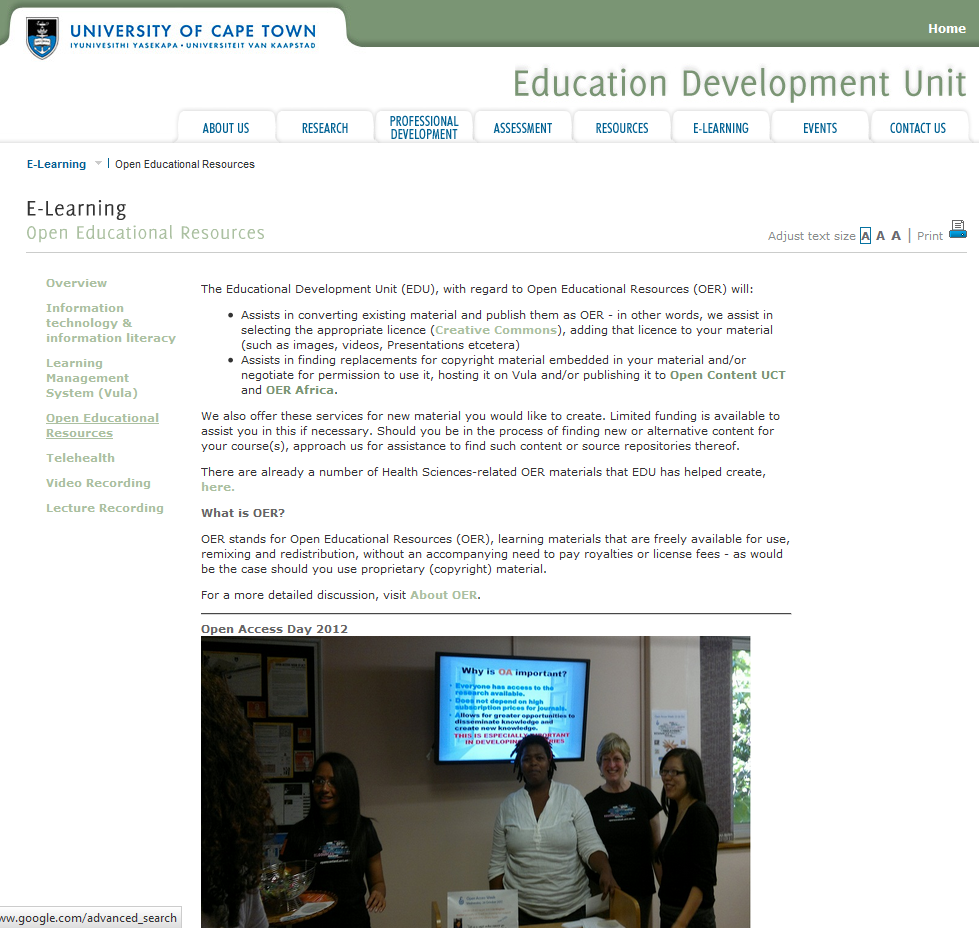 UNIVERSITY OF CAPE TOWN
IYUNIVESITHI YASEKAPA • UNIVERSITEIT VAN KAAPSTAD
Home
Education Development Unit
ABOUT US
RESEARCH
PROFESSIONAL
DEVELOPMENT
ASSESSMENT
RESOURCES
E-LEARNING
EVENTS
CONTACT US
E-Learning | Open Educational Resources
E-Learning
Open Educational Resources
Adjust text size A A A | Print
Overview
Information
technology &
information literacy
Learning
Management
System (Vula)
Open Educational
Resources
Telehealth
Video Recording
Lecture Recording
The Educational Development Unit (EDU), with regard to Open Educational Resources (OER) will:
• Assists in converting existing material and publish them as OER - in other words, we assist in
selecting the appropriate licence (Creative Commons), adding that licence to your material
(such as images, videos, Presentations etcetera)
• Assists in finding replacements for copyright material embedded in your material and/or
negotiate for permission to use it, hosting it on Vula and/or publishing it to Open Content UCT
and OER Africa.
We also offer these services for new material you would like to create. Limited funding is available to
assist you in this if necessary. Should you be in the process of finding new or alternative content for
your course(s), approach us for assistance to find such content or source repositories thereof.
There are already a number of Health Sciences-related OER materials that EDU has helped create,
here.
What is OER?
OER stands for Open Educational Resources (OER), learning materials that are freely available for use,
remixing and redistribution, without an accompanying need to pay royalties or license fees - as would
be the case should you use proprietary (copyright) material.
For a more detailed discussion, visit About OER.
Open Access Day 2012
Why is OA important?
• Everyone has access to the
research available.
• Does not depend on high
subscription prices for journals.
• Allows for greater opportunities to
disseminate knowledge and
create new knowledge.
THIS IS ESPECIALLY
IN
ww.google.com/advanced_search